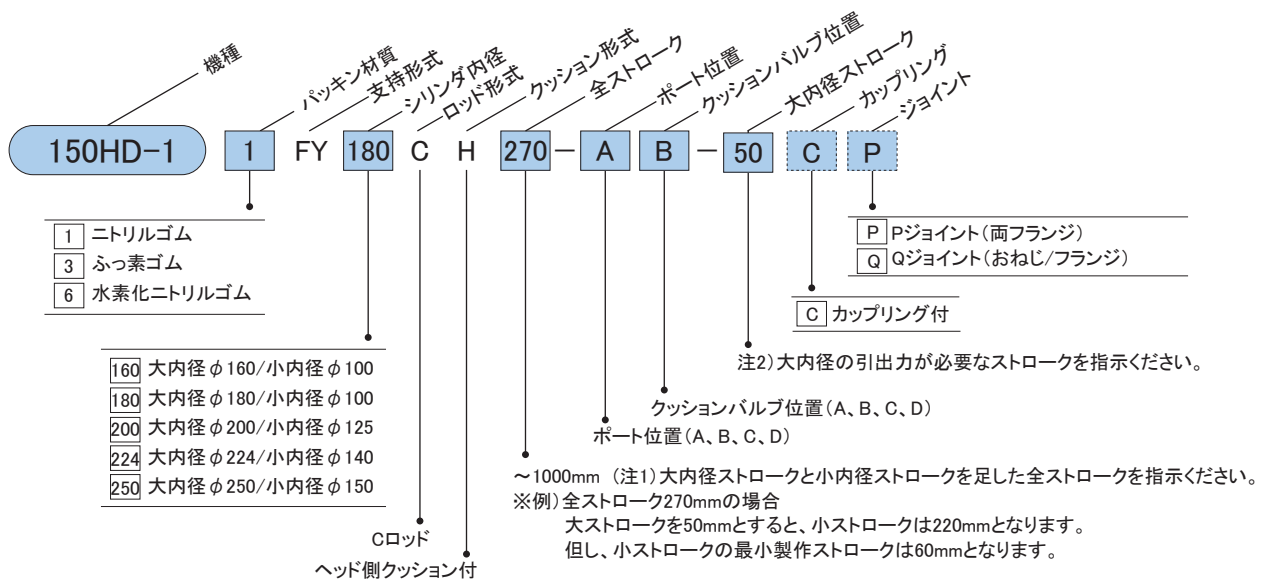 機種
パッキン材質
支持形式
シリンダ内径
ロッド形式
クッション形式
全ストローク
ポート位置
クッションバルブ位置
大内径ストローク
カップリング
ジョイント
150HD-1 1 FY 180 C H 270 - A B - 50 C P
1 ニトリルゴム
3 ふっ素ゴム
6 水素化ニトリルゴム
P Pジョイント(両フランジ)
Q Qジョイント(おねじ/フランジ)
C カップリング付
160 大内径φ160/小内径φ100
180 大内径φ180/小内径φ100
200 大内径φ200/小内径φ125
224 大内径φ224/小内径φ140
250 大内径φ250/小内径φ150
注2)大内径の引出力が必要なストロークを指示ください。
クッションバルブ位置(A、B、C、D)
ポート位置(A、B、C、D)
~1000mm (注1)大内径ストロークと小内径ストロークを足した全ストロークを指示ください。
※例)全ストローク270mmの場合
大ストロークを50mmとすると、小ストロークは220mmとなります。
但し、小ストロークの最小製作ストロークは60mmとなります。
Cロッド
ヘッド側クッション付